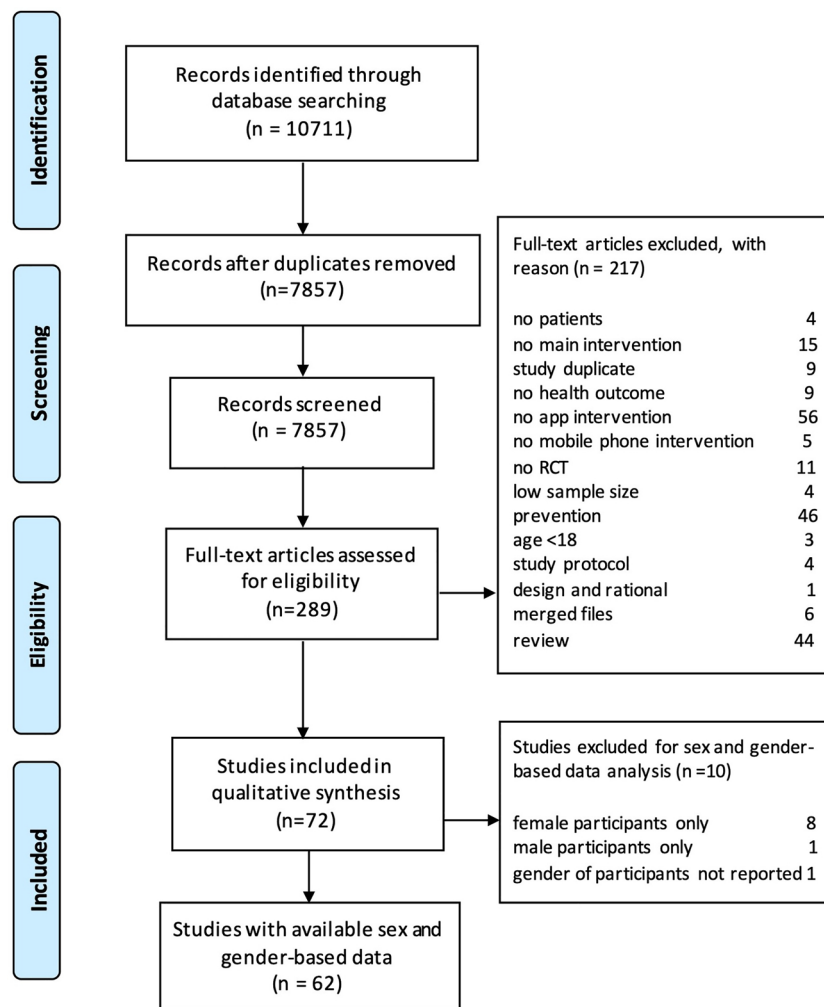 Identification
Records identified through
database searching
(n = 10711)
Records after duplicates removed
(n=7857)
Screening
Records screened
(n = 7857)
Full-text articles excluded, with
reason (n = 217)
no patients 4
no main intervention 15
study duplicate 9
no health outcome 9
no app intervention 56
no mobile phone intervention 5
no RCT 11
low sample size 4
prevention 46
age <18 3
study protocol 4
design and rational 1
merged files 6
review 44
Eligibility
Full-text articles assessed
for eligibility
(n=289)
Included
Studies included in
qualitative synthesis
(n=72)
Studies excluded for sex and gender-
based data analysis (n =10)
female participants only 8
male participants only 1
gender of participants not reported 1
Studies with available sex and
gender-based data
(n = 62)